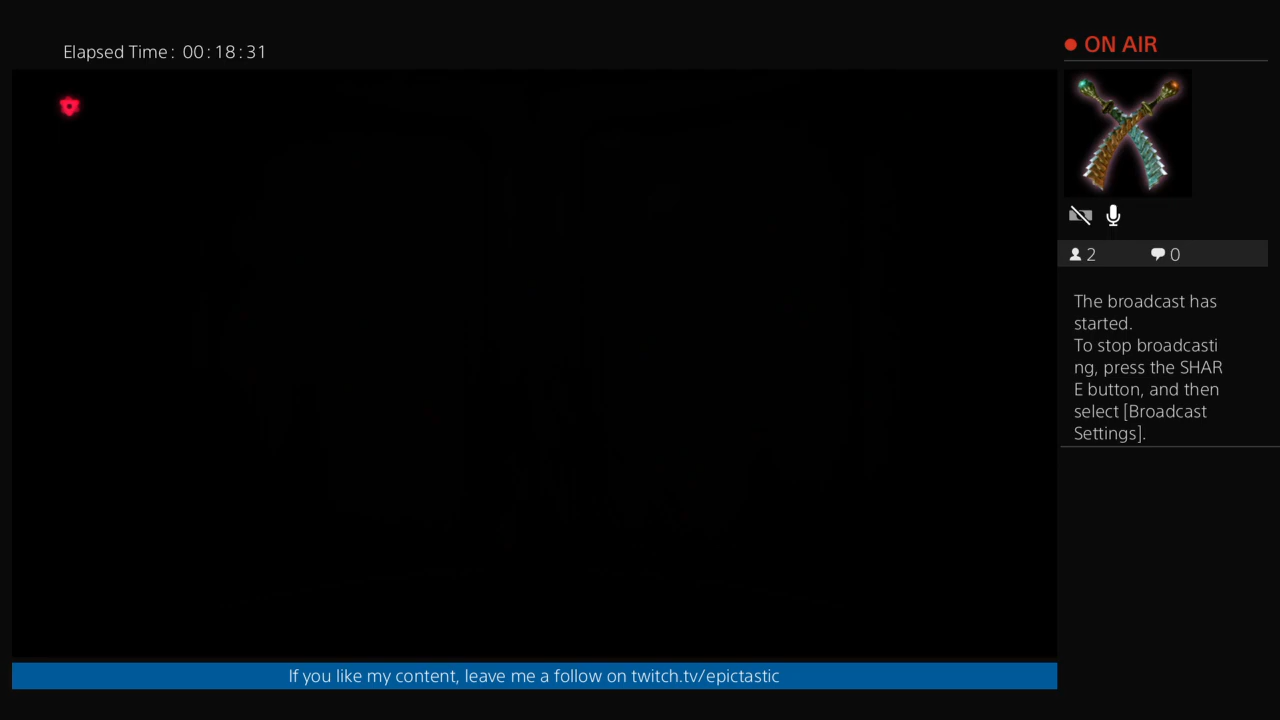 Elapsed Time: 00:18:31
ON AIR
2 0
The broadcast has
started.
To stop broadcasti
ng, press the SHAR
E button, and then
select [Broadcast
Settings].
If you like my content, leave me a follow on twitch.tv/epictastic